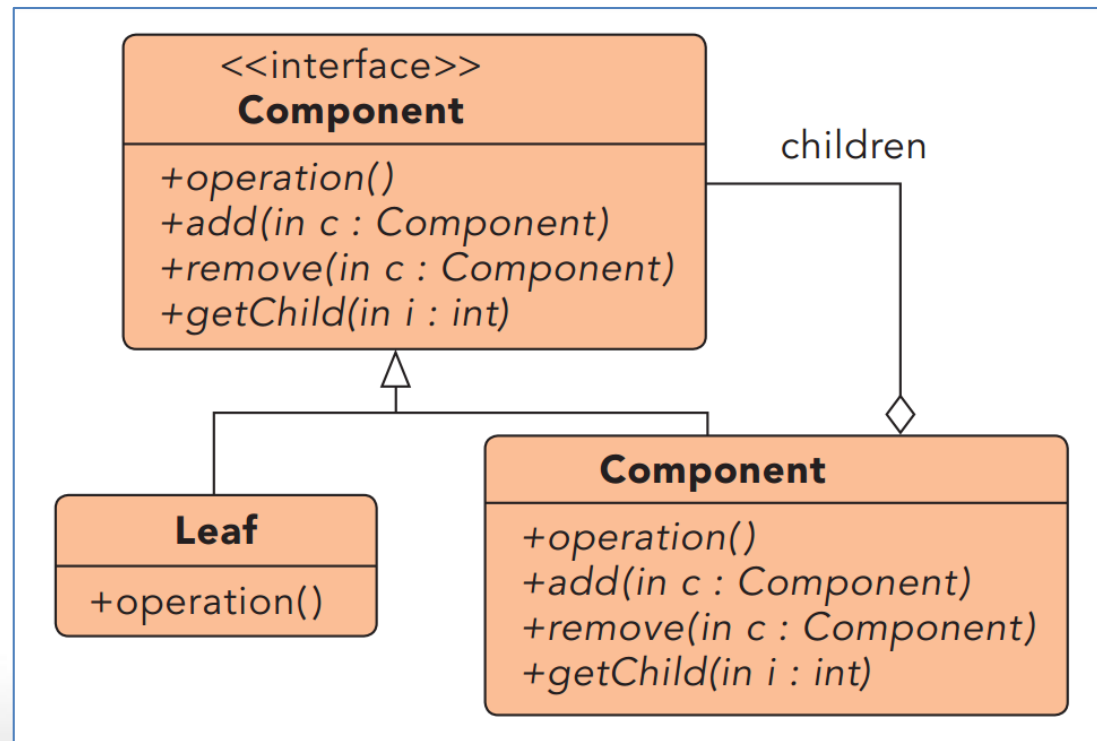 <<interface>>
Component
+operation()
+add(in c : Component)
+remove(in c : Component)
+getChild(in i : int)
children
Leaf
+operation()
Component
+operation()
+add(in c : Component)
+remove(in c : Component)
+getChild(in i : int)